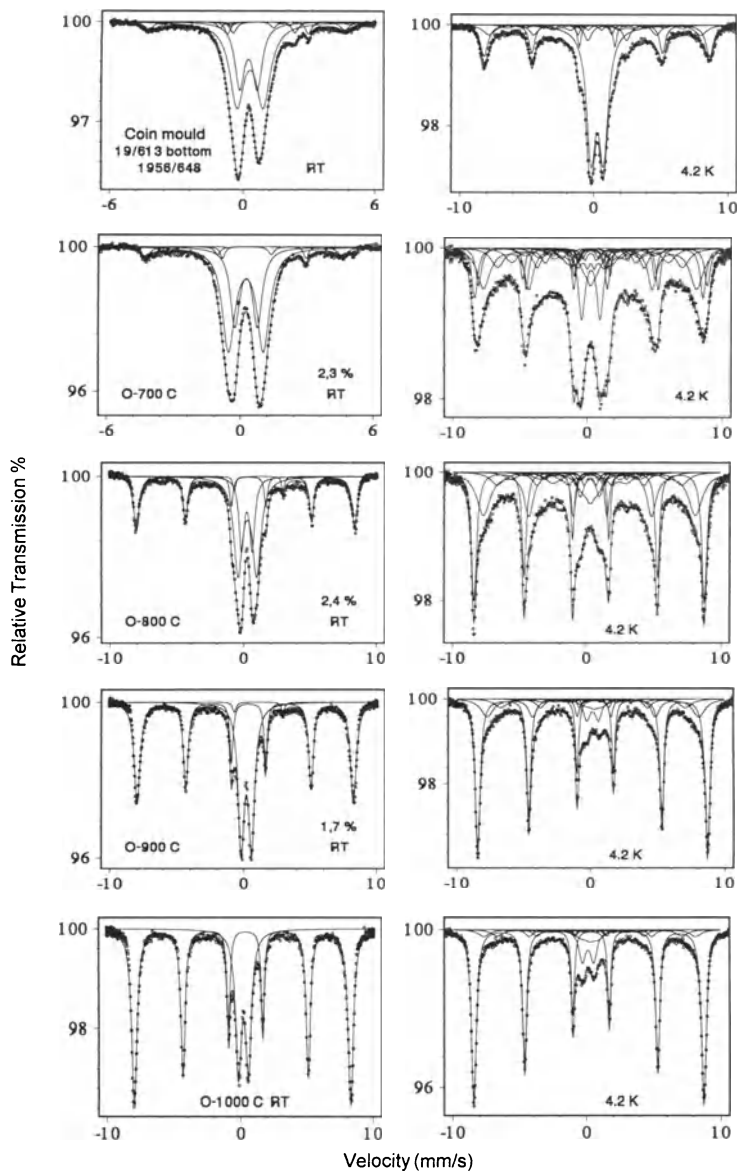 100
97
Coin mould
19/613 bottom
1956/648
RT
-6 0 6
100
98
4.2 K
-10 0 10
100
96
O-700 C
2,3 %
RT
-6 0 6
100
98
4.2 K
-10 0 10
100
98
96
O-800 C
2,4 %
RT
-10 0 10
100
98
4.2 K
-10 0 10
100
98
96
O-900 C
1,7 %
RT
-10 0 10
100
98
4.2 K
-10 0 10
100
98
O-1000 C RT
-10 0 10
100
96
4.2 K
-10 0 10
Relative Transmission %
Velocity (mm/s)